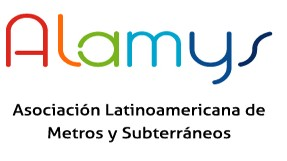 Alamys
Asociación Latinoamericana de
Metros y Subterráneos